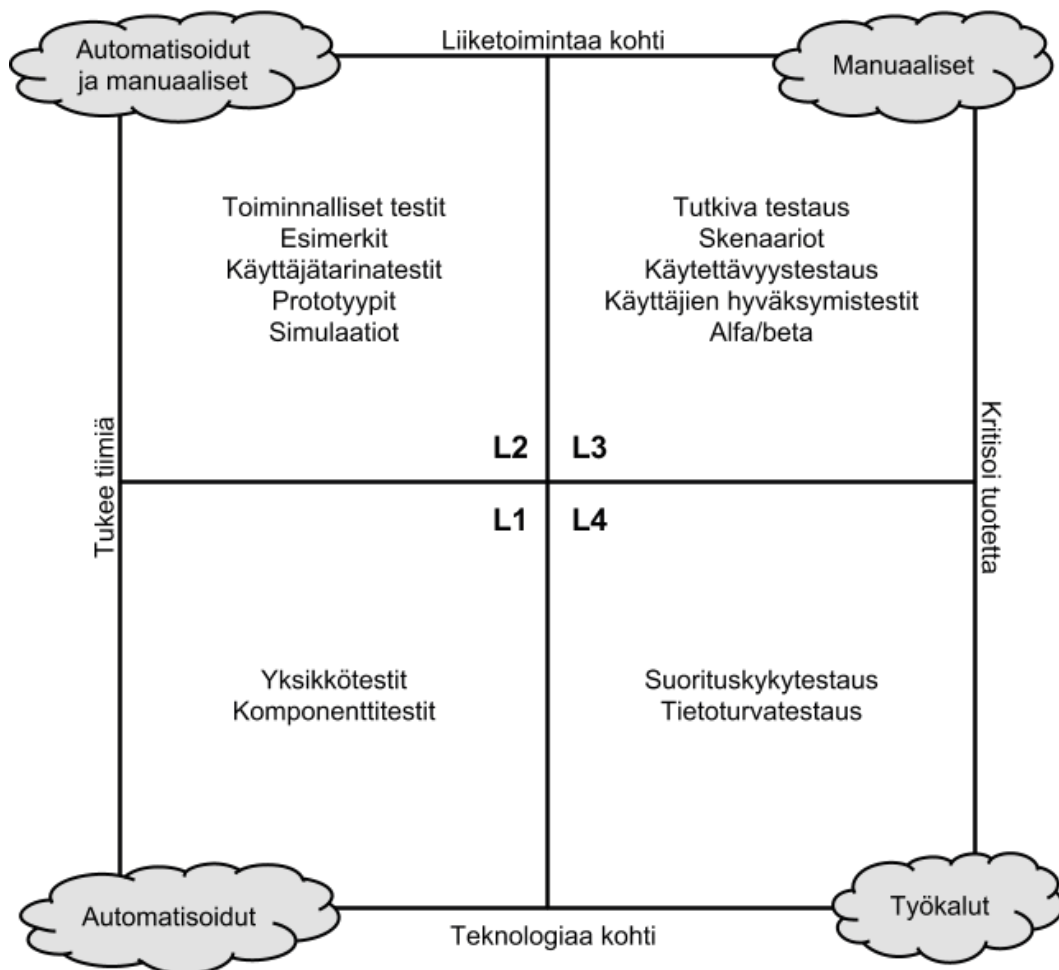 Automatisoidut
ja manuaaliset
Liiketoimintaa kohti
Manuaaliset
Toiminnalliset testit
Esimerkit
Käyttäjätarinatestit
Prototyypit
Simulaatiot
Tutkiva testaus
Skenaariot
Käytettävyystestaus
Käyttäjien hyväksymistestit
Alfa/beta
Tukee tiimiä
L2
L3
Kritisoi tuotetta
L1
L4
Yksikkötestit
Komponenttitestit
Suorituskykytestaus
Tietoturvatestaus
Automatisoidut
Teknologiaa kohti
Työkalut